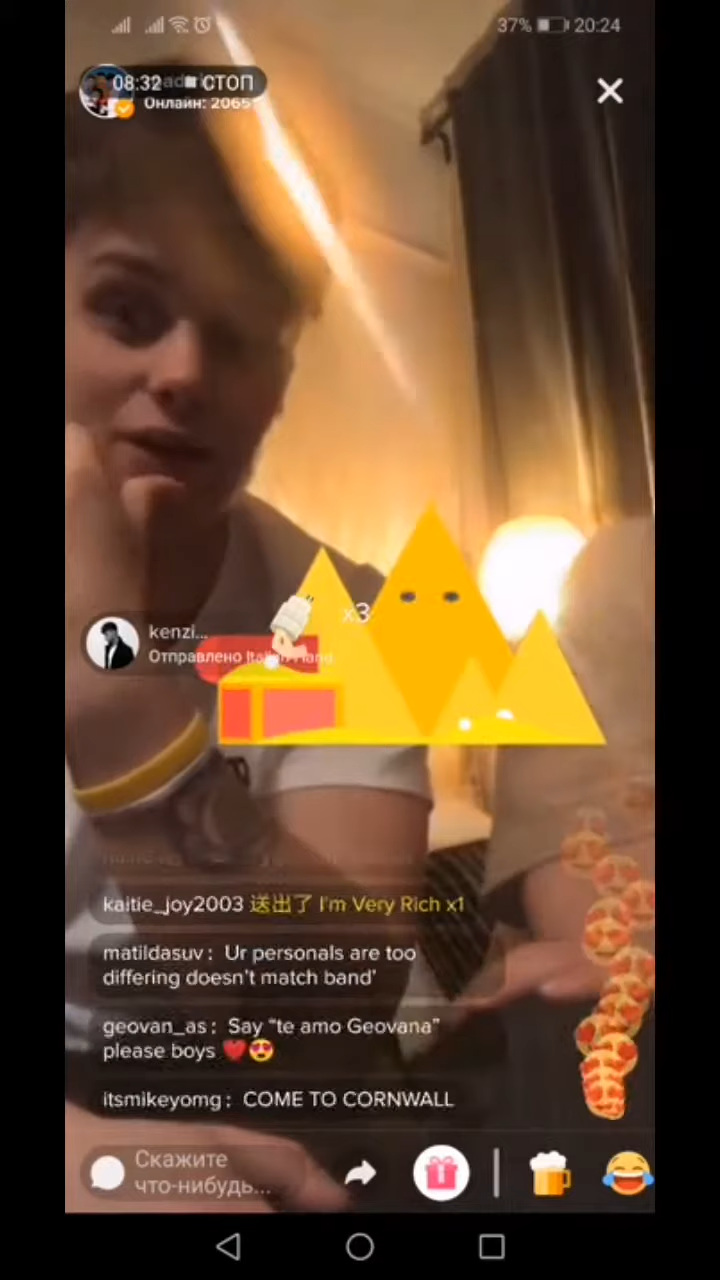 37% 20:24
08:32 СТОП
Онлайн: 2065
kenzi...
Отправлено Italian Hand
x3
kaitie_joy2003 送出了 I'm Very Rich x1
matildasuv: Ur personals are too
differing doesn't match band'
geovan_as: Say “te amo Geovana”
please boys ❤️😍
itsmikeyomg: COME TO CORNWALL
Скажите
что-нибудь...